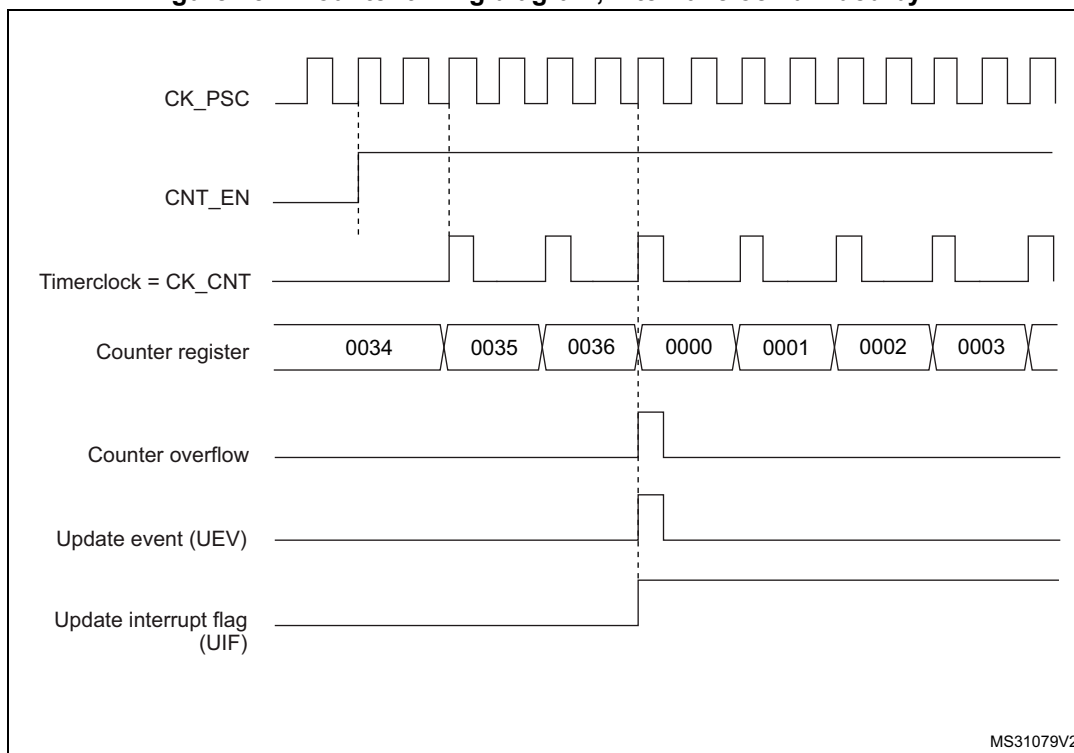 CK_PSC
CNT_EN
Timerclock = CK_CNT
Counter register
0034 0035 0036 0000 0001 0002 0003
Counter overflow
Update event (UEV)
Update interrupt flag
(UIF)
MS31079V2